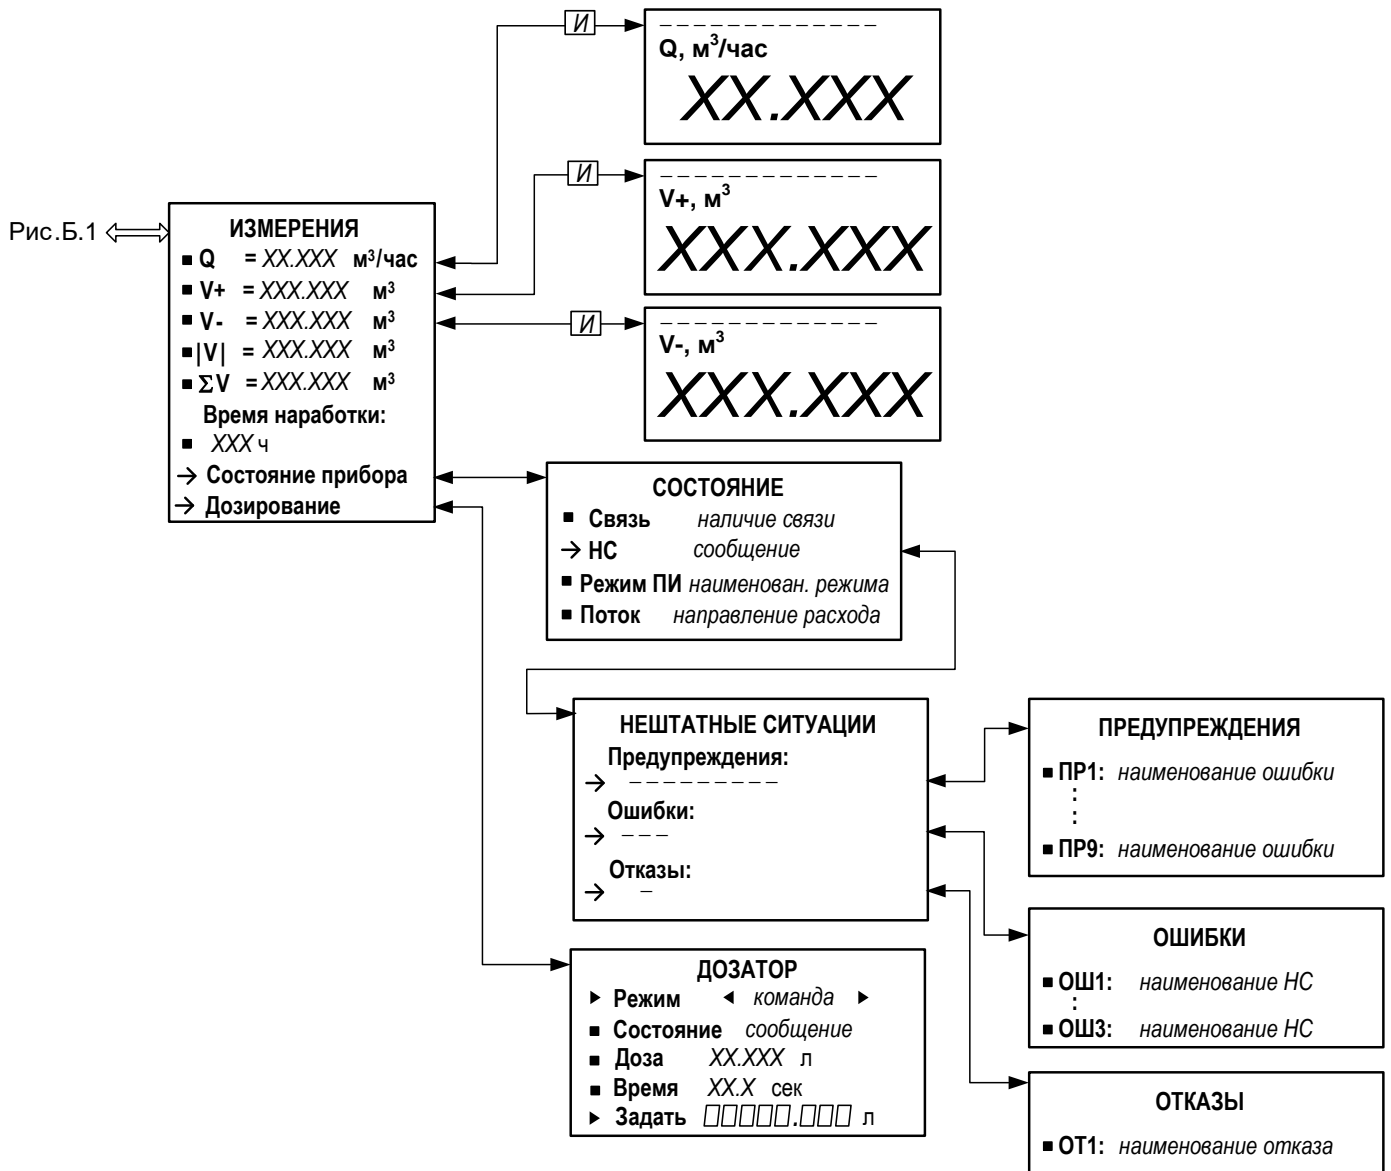 И
Q, м³/час
XX.XXX
И
V+, м³
XXX.XXX
Рис.Б.1
ИЗМЕРЕНИЯ
Q = XX.XXX м³/час
V+ = XXX.XXX м³
V- = XXX.XXX м³
|V| = XXX.XXX м³
ΣV = XXX.XXX м³
Время наработки:
XXX ч
→ Состояние прибора
→ Дозирование
И
V-, м³
XXX.XXX
СОСТОЯНИЕ
Связь наличие связи
→ НС сообщение
Режим ПИ наименован. режима
Поток направление расхода
НЕШТАТНЫЕ СИТУАЦИИ
Предупреждения:
→ _ _ _ _ _ _ _ _ _
Ошибки:
→ _ _ _
Отказы:
→ _
ПРЕДУПРЕЖДЕНИЯ
ПР1: наименование ошибки
ПР9: наименование ошибки
ОШИБКИ
ОШ1: наименование НС
ОШ3: наименование НС
ОТКАЗЫ
ОТ1: наименование отказа
ДОЗАТОР
Режим команда
Состояние сообщение
Доза XX.XXX л
Время XX.X сек
Задать □□□□□.□□□ л